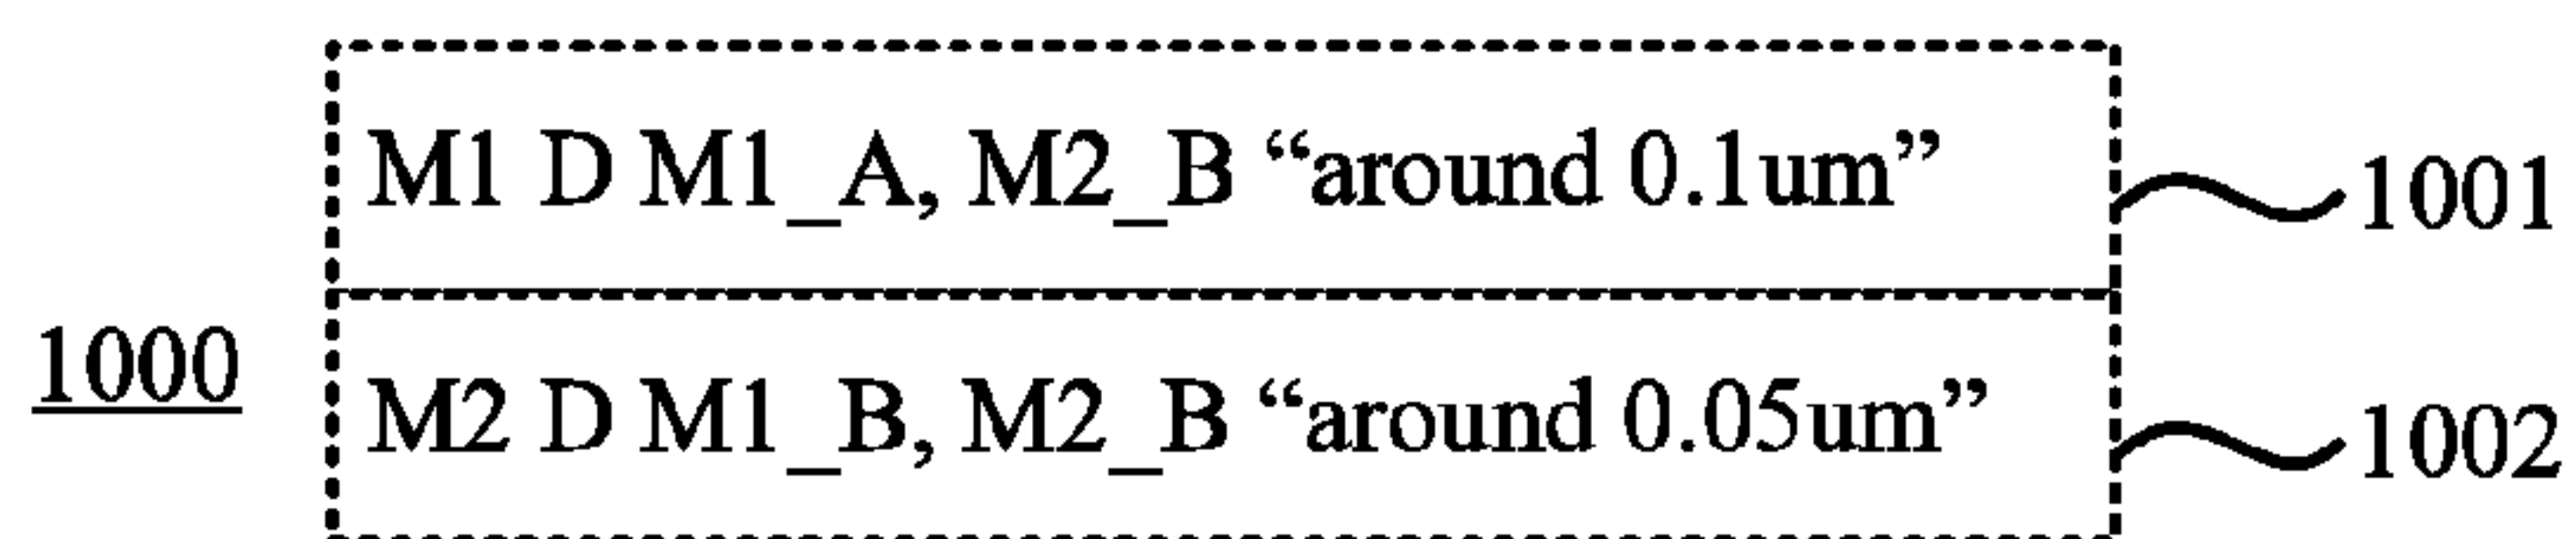 M1 D M1_A, M2_B “around 0.1um”
1001
1000
M2 D M1_B, M2_B “around 0.05um”
1002